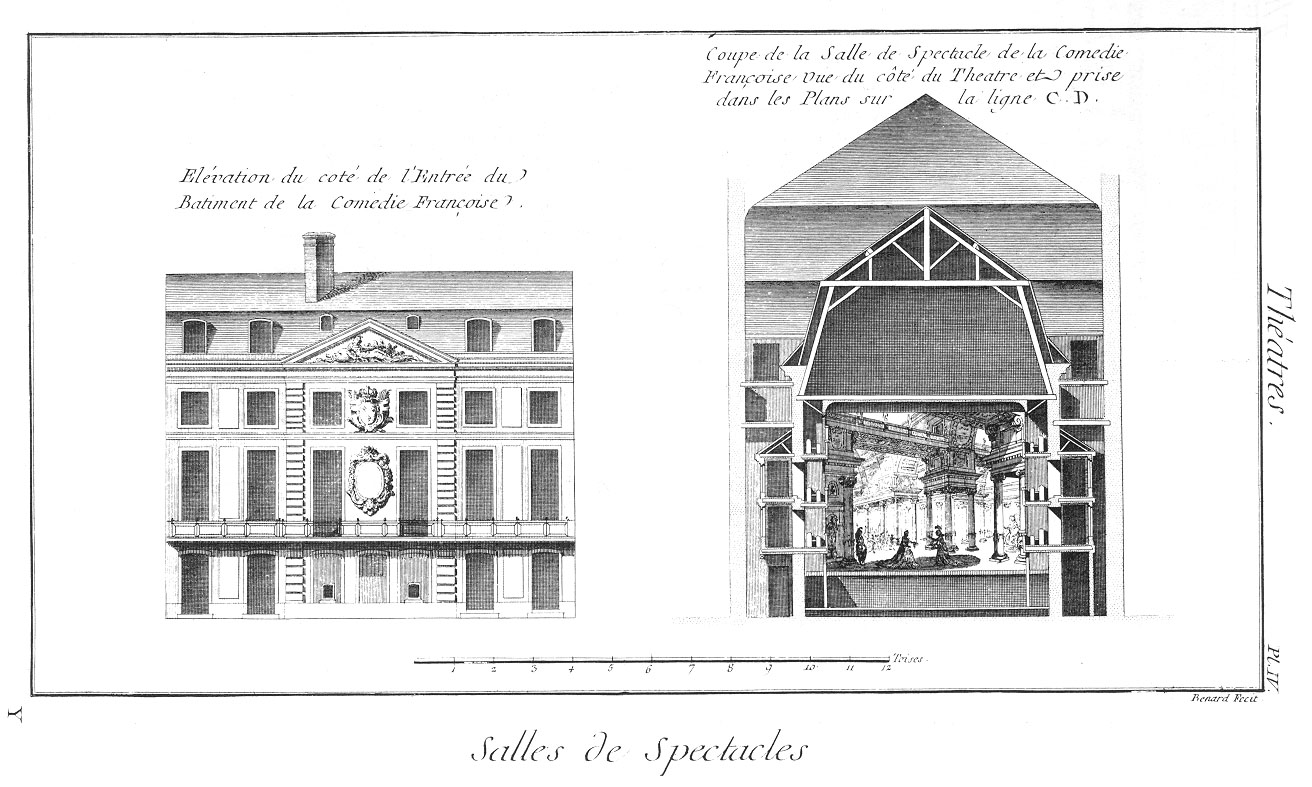 Coupe de la Salle de Spectacle de la Comedie
Françoise vue du côté du Theatre et prise
dans les Plans sur la ligne C.D.
Elévation du coté de l'Entrée du
Batiment de la Comedie Françoise.
Théatres.
1 2 3 4 5 6 7 8 9 10 11 12 Toises.
Pl. IV.
Benard Fecit
Y
Salles de Spectacles